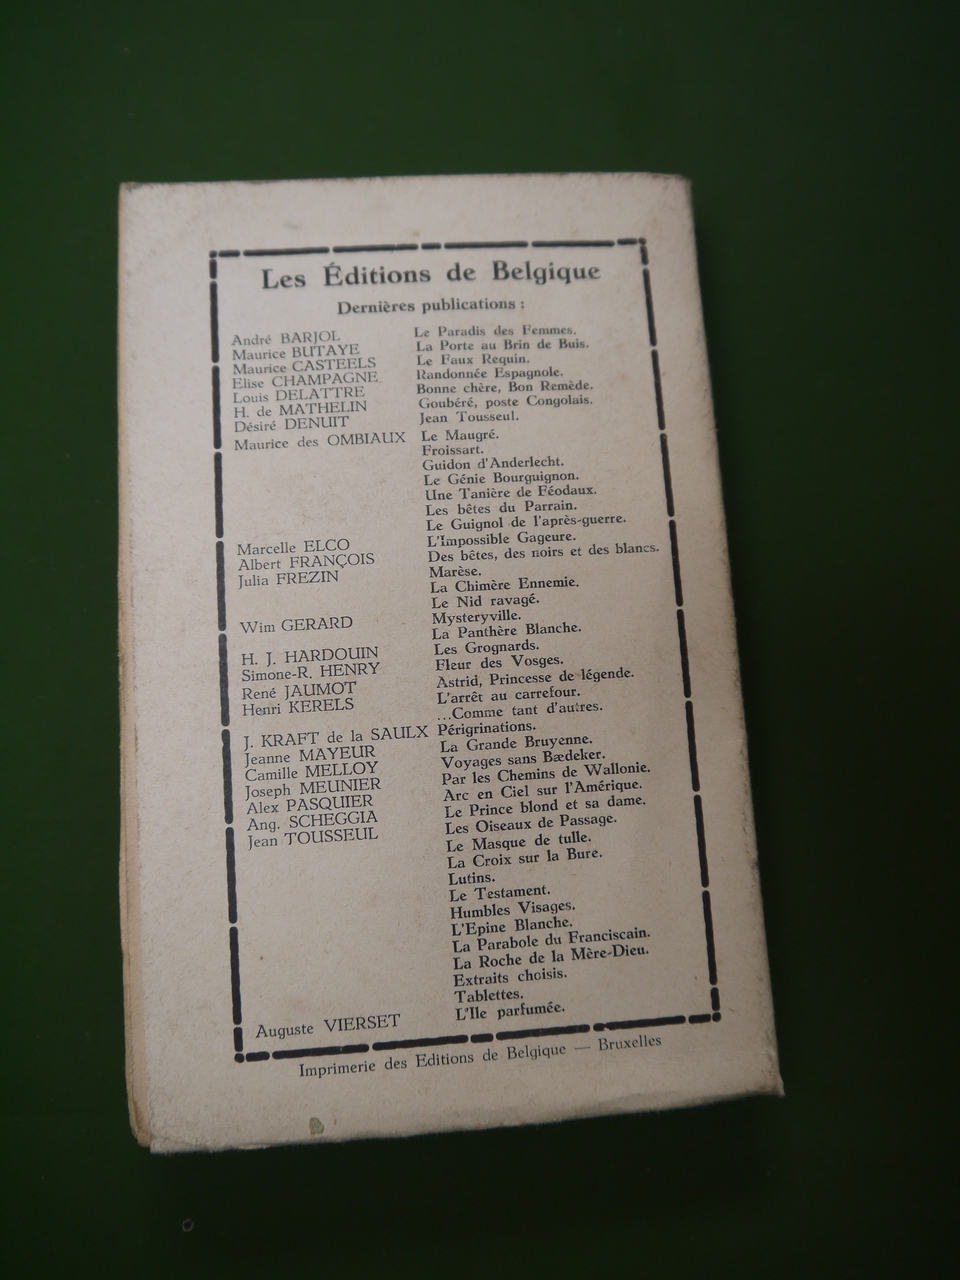 Les Éditions de Belgique
Dernières publications :
André BARJOL Le Paradis des Femmes.
Maurice BUTAYE La Porte au Brin de Buis.
Maurice CASTEELS Le Faux Requin.
Elise CHAMPAGNE Randonnée Espagnole.
Louis DELATTRE Bonne chère, Bon Remède.
H. de MATHELIN Goubéré, poste Congolais.
Désiré DENUIT Jean Tousseul.
Maurice des OMBIAUX Le Maugré.
Froissart.
Guidon d'Anderlecht.
Le Génie Bourguignon.
Une Tanière de Féodaux.
Les bêtes du Parrain.
Le Guignol de l'après-guerre.
Marcelle ELCO L'Impossible Gageure.
Albert FRANÇOIS Des bêtes, des noirs et des blancs.
Julia FREZIN Marèse.
La Chimère Ennemie.
Le Nid ravagé.
Wim GERARD Mysteryville.
La Panthère Blanche.
H. J. HARDOUIN Les Grognards.
Simone-R. HENRY Fleur des Vosges.
René JAUMOT Astrid, Princesse de légende.
Henri KERELS L'arrêt au carrefour.
...Comme tant d'autres.
J. KRAFT de la SAULX Périgrinations.
Jeanne MAYEUR La Grande Bruyenne.
Camille MELLOY Voyages sans Bædeker.
Joseph MEUNIER Par les Chemins de Wallonie.
Alex PASQUIER Arc en Ciel sur l'Amérique.
Ang. SCHEGGIA Le Prince blond et sa dame.
Jean TOUSSEUL Les Oiseaux de Passage.
Le Masque de tulle.
La Croix sur la Bure.
Lutins.
Le Testament.
Humbles Visages.
L'Epine Blanche.
La Parabole du Franciscain.
La Roche de la Mère-Dieu.
Extraits choisis.
Tablettes.
Auguste VIERSET L'Ile parfumée.
Imprimerie des Editions de Belgique — Bruxelles